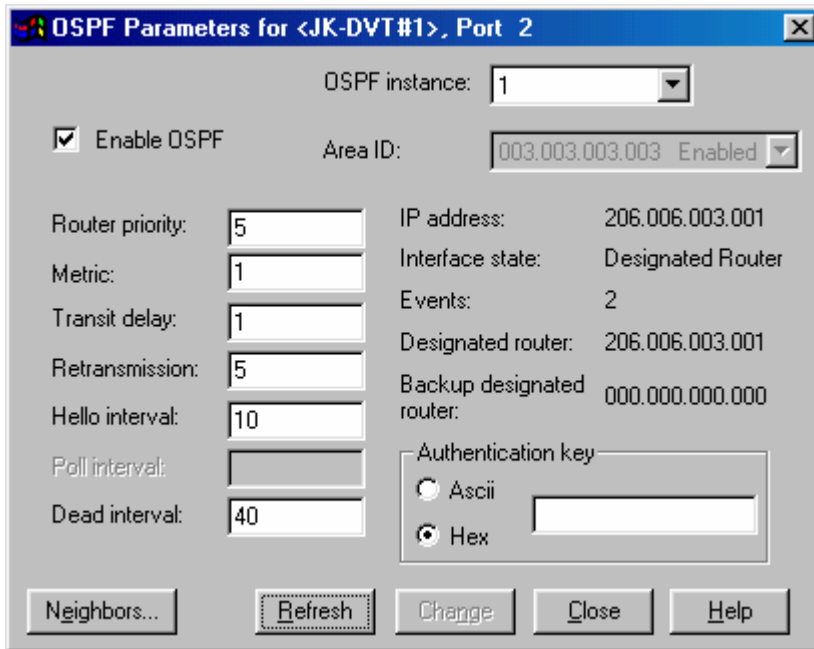 OSPF Parameters for <JK-DVT#1>, Port 2
OSPF instance: 1
Enable OSPF
Area ID: 003.003.003.003 Enabled
Router priority: 5
Metric: 1
Transit delay: 1
Retransmission: 5
Hello interval: 10
Poll interval:
Dead interval: 40
IP address: 206.006.003.001
Interface state: Designated Router
Events: 2
Designated router: 206.006.003.001
Backup designated
router: 000.000.000.000
Authentication key
Ascii
Hex
Neighbors...
Refresh
Change
Close
Help